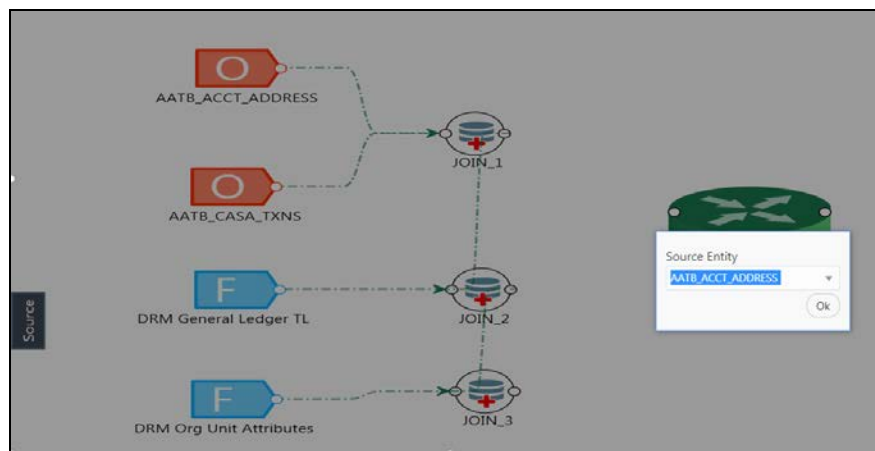 O
AATB_ACCT_ADDRESS
JOIN_1
O
AATB_CASA_TXNS
Source Entity
AATB_ACCT_ADDRESS
Ok
F
DRM General Ledger TL
JOIN_2
Source
F
DRM Org Unit Attributes
JOIN_3